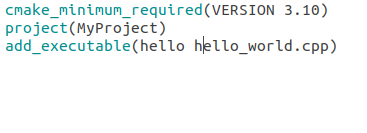 cmake_minimum_required(VERSION 3.10)
project(MyProject)
add_executable(hello hello_world.cpp)